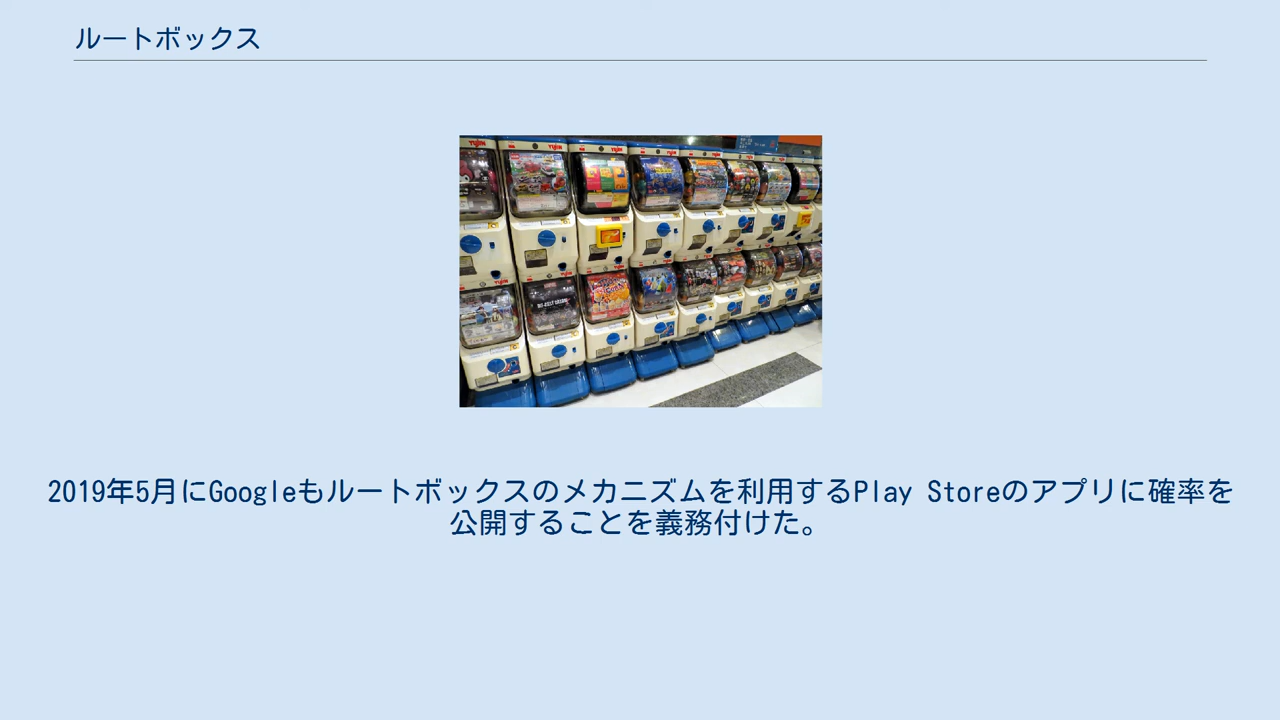 ルートボックス
2019年5月にGoogleもルートボックスのメカニズムを利用するPlay Storeのアプリに確率を
公開することを義務付けた。